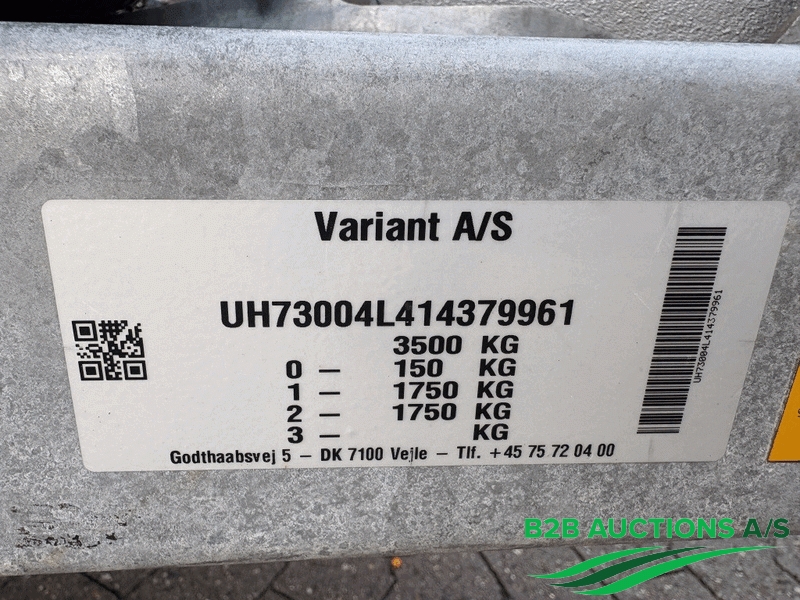 Variant A/S
UH73004L414379961
3500 KG
0 – 150 KG
1 – 1750 KG
2 – 1750 KG
3 – KG
Godthaabsvej 5 – DK 7100 Vejle – Tlf. +45 75 72 04 00
UH73004L414379961
B2B AUCTIONS A/S